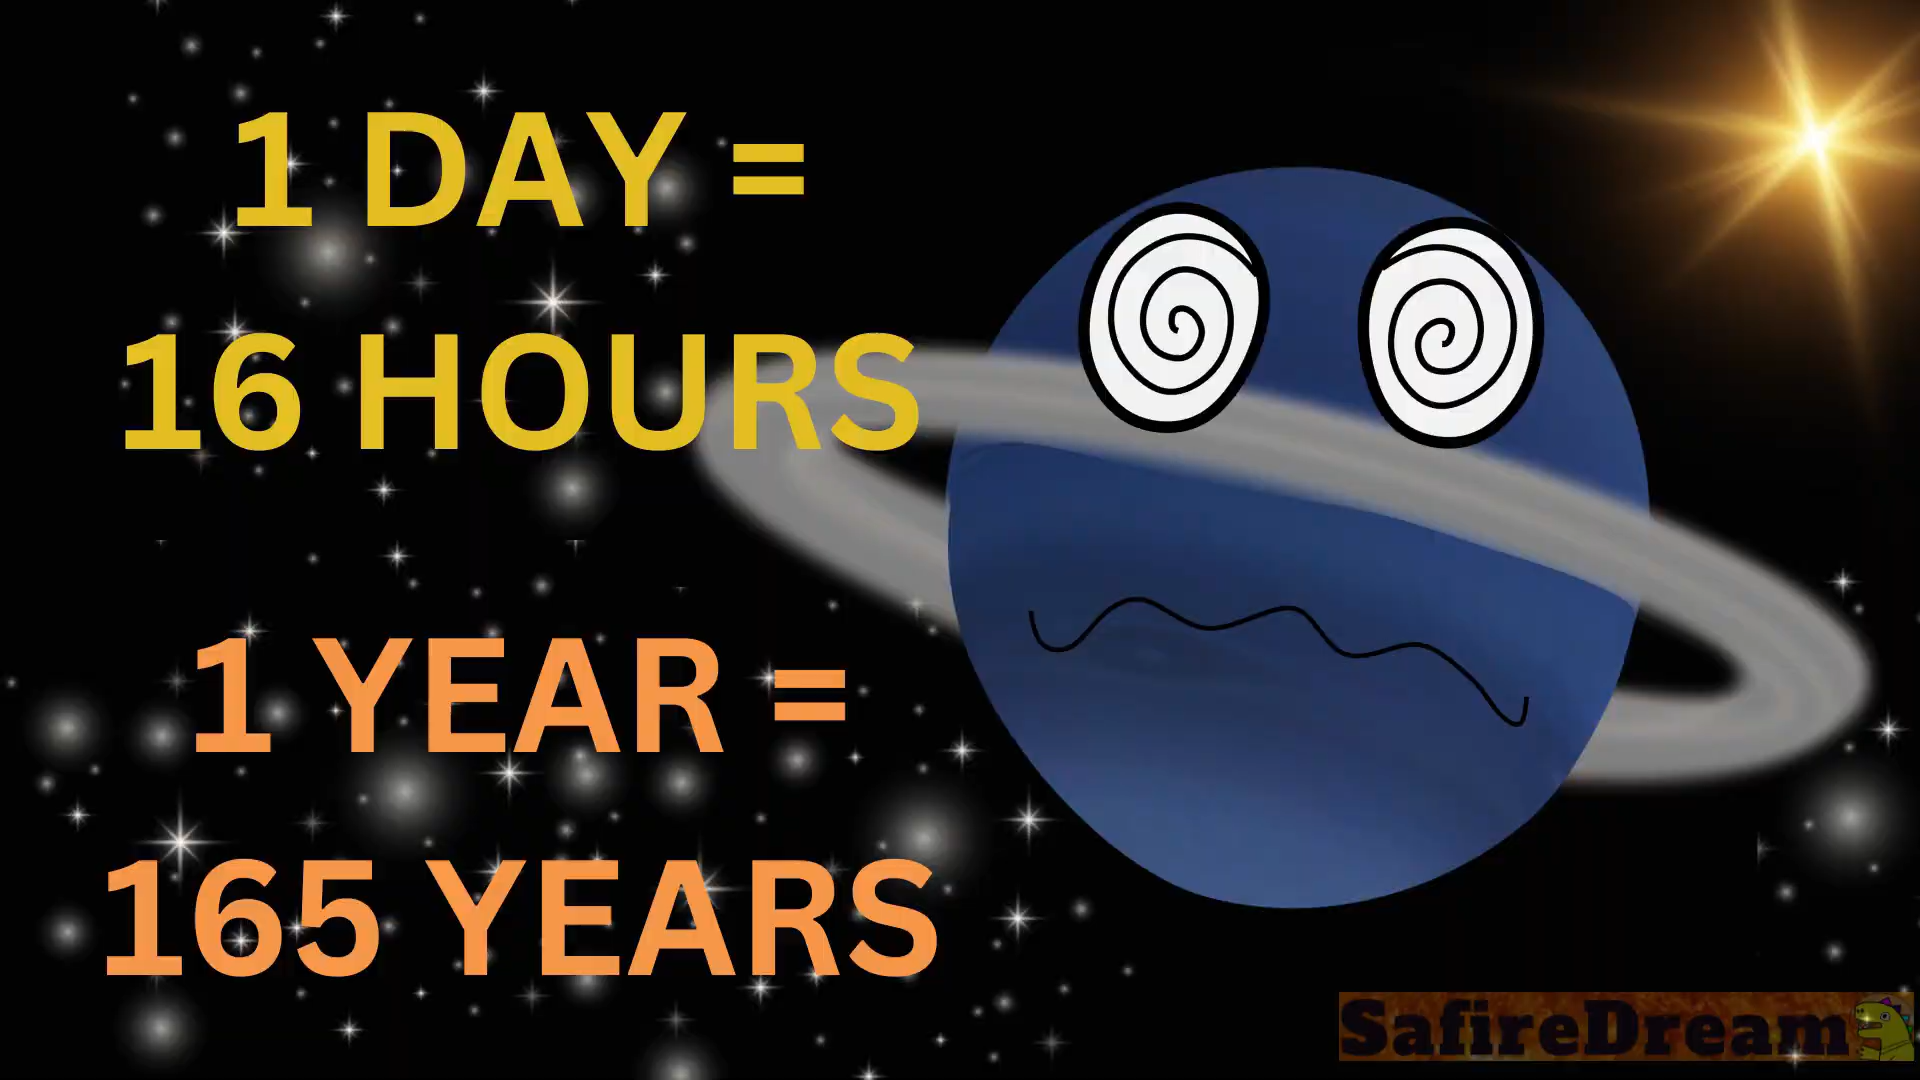 1 DAY =
16 HOURS
1 YEAR =
165 YEARS
SafireDream